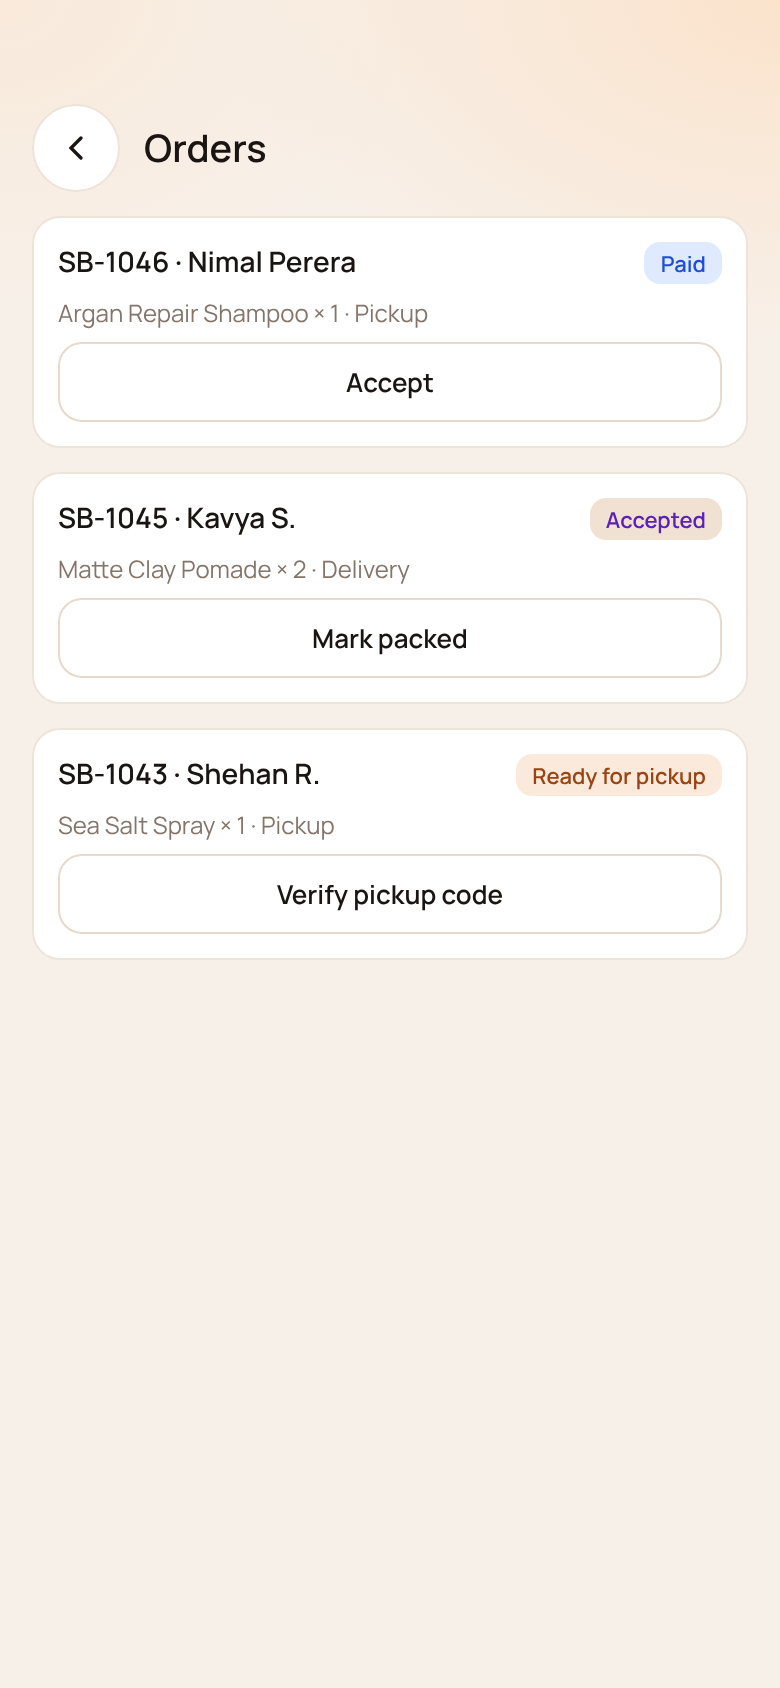 Orders
SB-1046 · Nimal Perera
Paid
Argan Repair Shampoo × 1 · Pickup
Accept
SB-1045 · Kavya S.
Accepted
Matte Clay Pomade × 2 · Delivery
Mark packed
SB-1043 · Shehan R.
Ready for pickup
Sea Salt Spray × 1 · Pickup
Verify pickup code